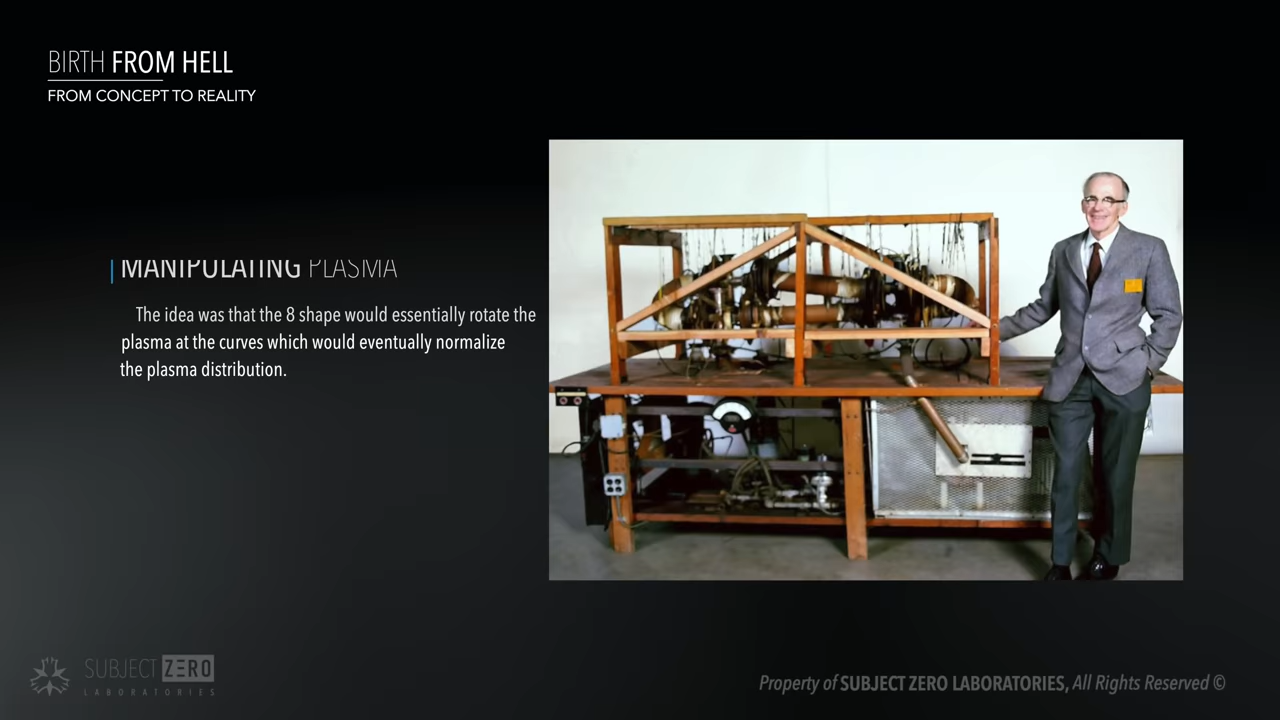 BIRTH FROM HELL
FROM CONCEPT TO REALITY
MANIPULATING PLASMA
The idea was that the 8 shape would essentially rotate the
plasma at the curves which would eventually normalize
the plasma distribution.
SUBJECT ZERO
LABORATORIES
Property of SUBJECT ZERO LABORATORIES, All Rights Reserved ©